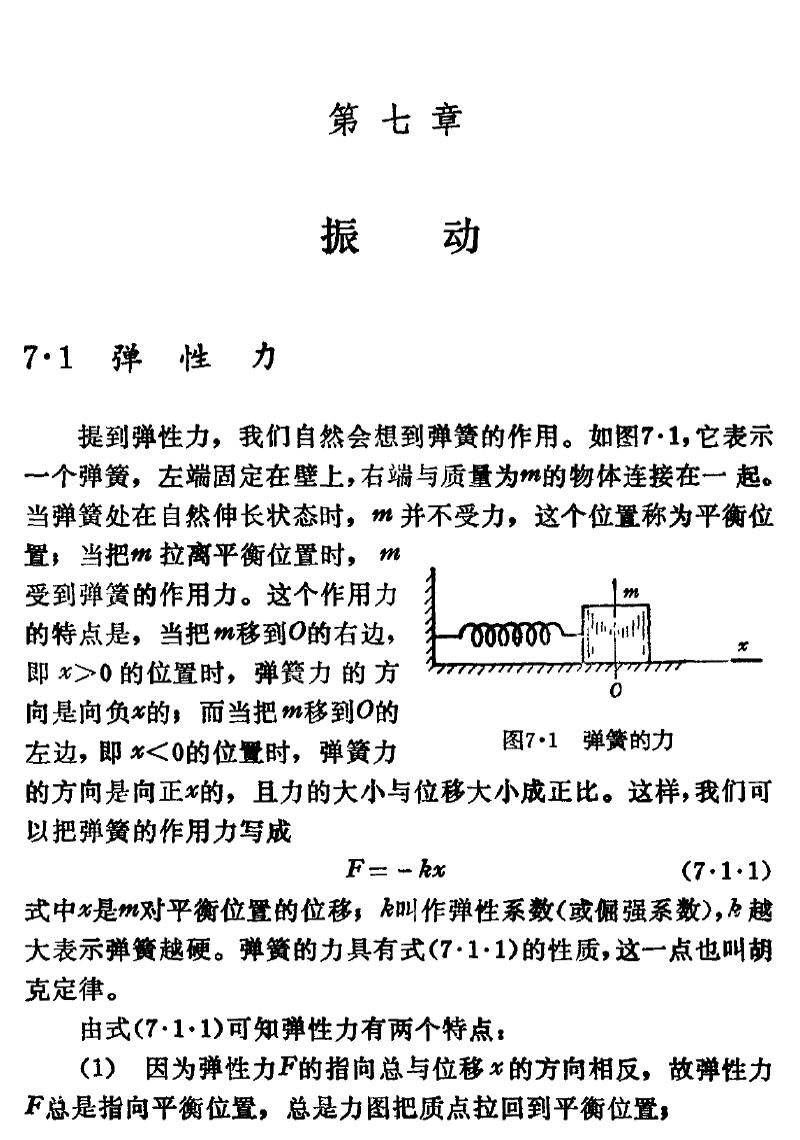 第七章
振 动
7·1 弹 性 力
提到弹性力，我们自然会想到弹簧的作用。如图7·1，它表示
一个弹簧，左端固定在壁上，右端与质量为m的物体连接在一起。
当弹簧处在自然伸长状态时，m 并不受力，这个位置称为平衡位
置；当把m 拉离平衡位置时，m
受到弹簧的作用力。这个作用力
的特点是，当把m移到O的右边，
即 x＞0 的位置时，弹簧力的方
向是向负x的；而当把m移到O的
左边，即 x＜0的位置时，弹簧力
m
x
O
图7·1 弹簧的力
的方向是向正x的，且力的大小与位移大小成正比。这样，我们可
以把弹簧的作用力写成
F = - kx (7·1·1)
式中x是m对平衡位置的位移；k叫作弹性系数(或倔强系数)，k 越
大表示弹簧越硬。弹簧的力具有式(7·1·1)的性质，这一点也叫胡
克定律。
由式(7·1·1)可知弹性力有两个特点：
(1) 因为弹性力F的指向总与位移 x 的方向相反，故弹性力
F总是指向平衡位置，总是力图把质点拉回到平衡位置；